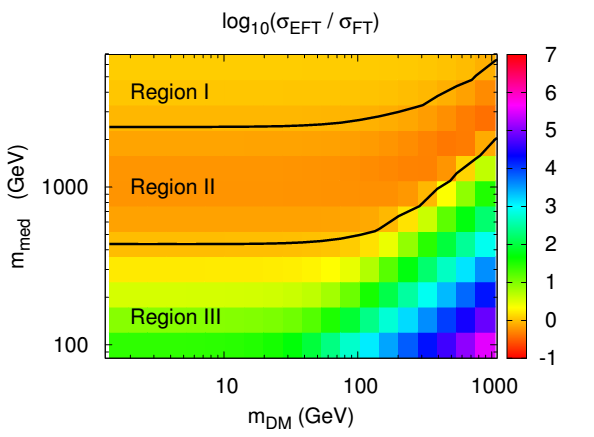 log10(σEFT / σFT)
Region I
Region II
Region III
mmed (GeV)
1000
100
10
100
1000
mDM (GeV)
7
6
5
4
3
2
1
0
-1